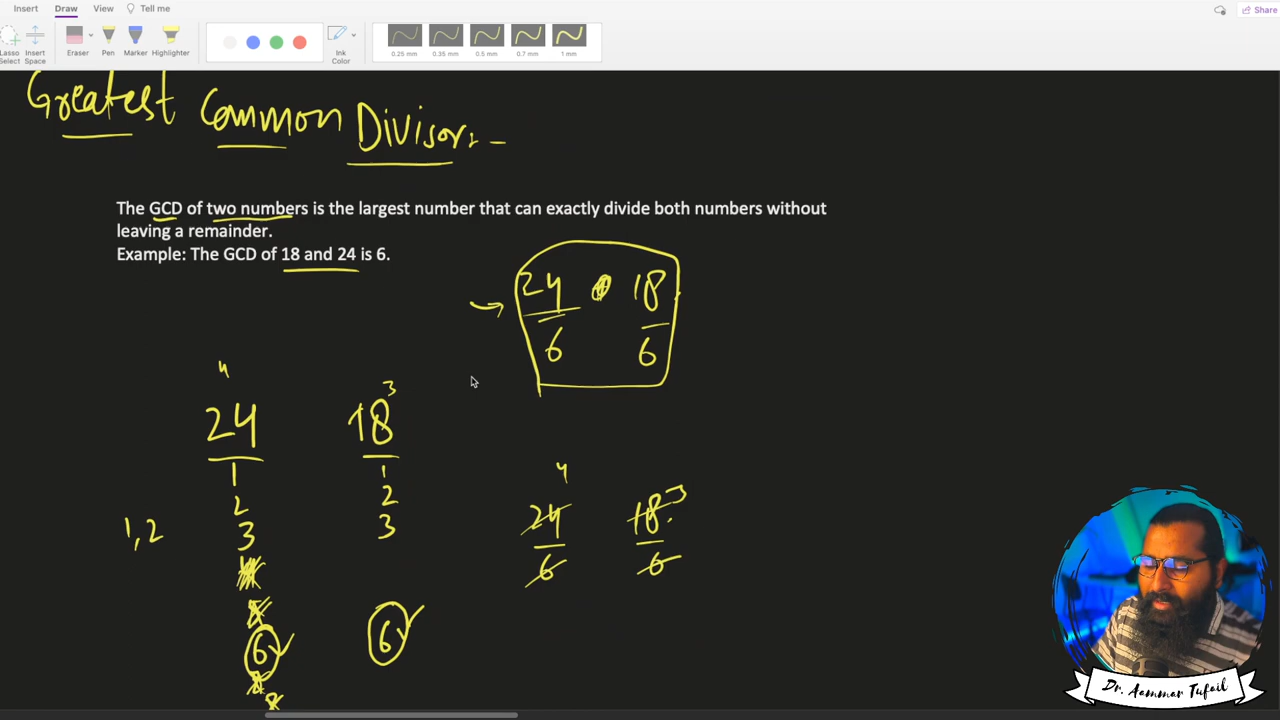 Insert Draw View Tell me
Share
Lasso Select
Insert Space
Eraser
Pen
Marker
Highlighter
Ink Color
0.25 mm 0.35 mm 0.5 mm 0.7 mm 1 mm
Greatest Common Divisor:-
The GCD of two numbers is the largest number that can exactly divide both numbers without
leaving a remainder.
Example: The GCD of 18 and 24 is 6.
24 18
6 6
4 3
24 18
1 1
2 2
1,2 3 3
6 6
4 3
24 18
6 6
Dr. Aammar Tufail